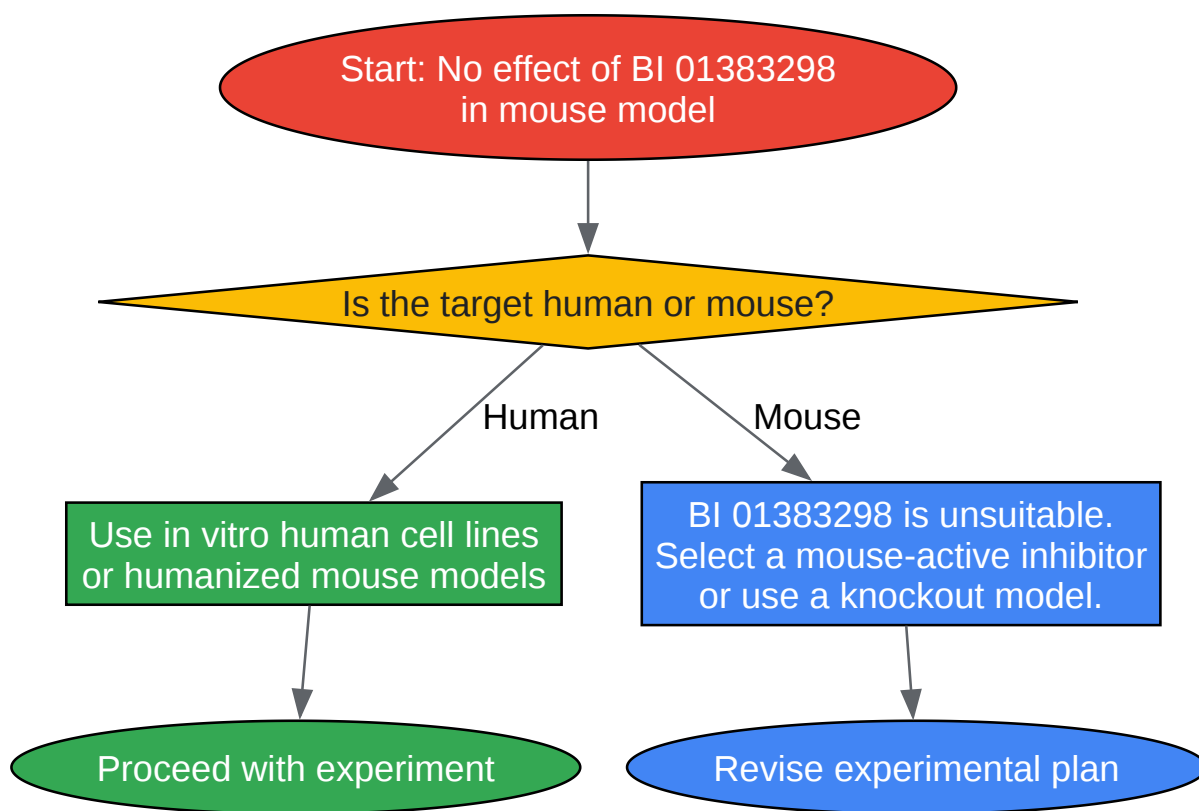 Start: No effect of BI 01383298
in mouse model
Is the target human or mouse?
Human
Mouse
Use in vitro human cell lines
or humanized mouse models
BI 01383298 is unsuitable.
Select a mouse-active inhibitor
or use a knockout model.
Proceed with experiment
Revise experimental plan